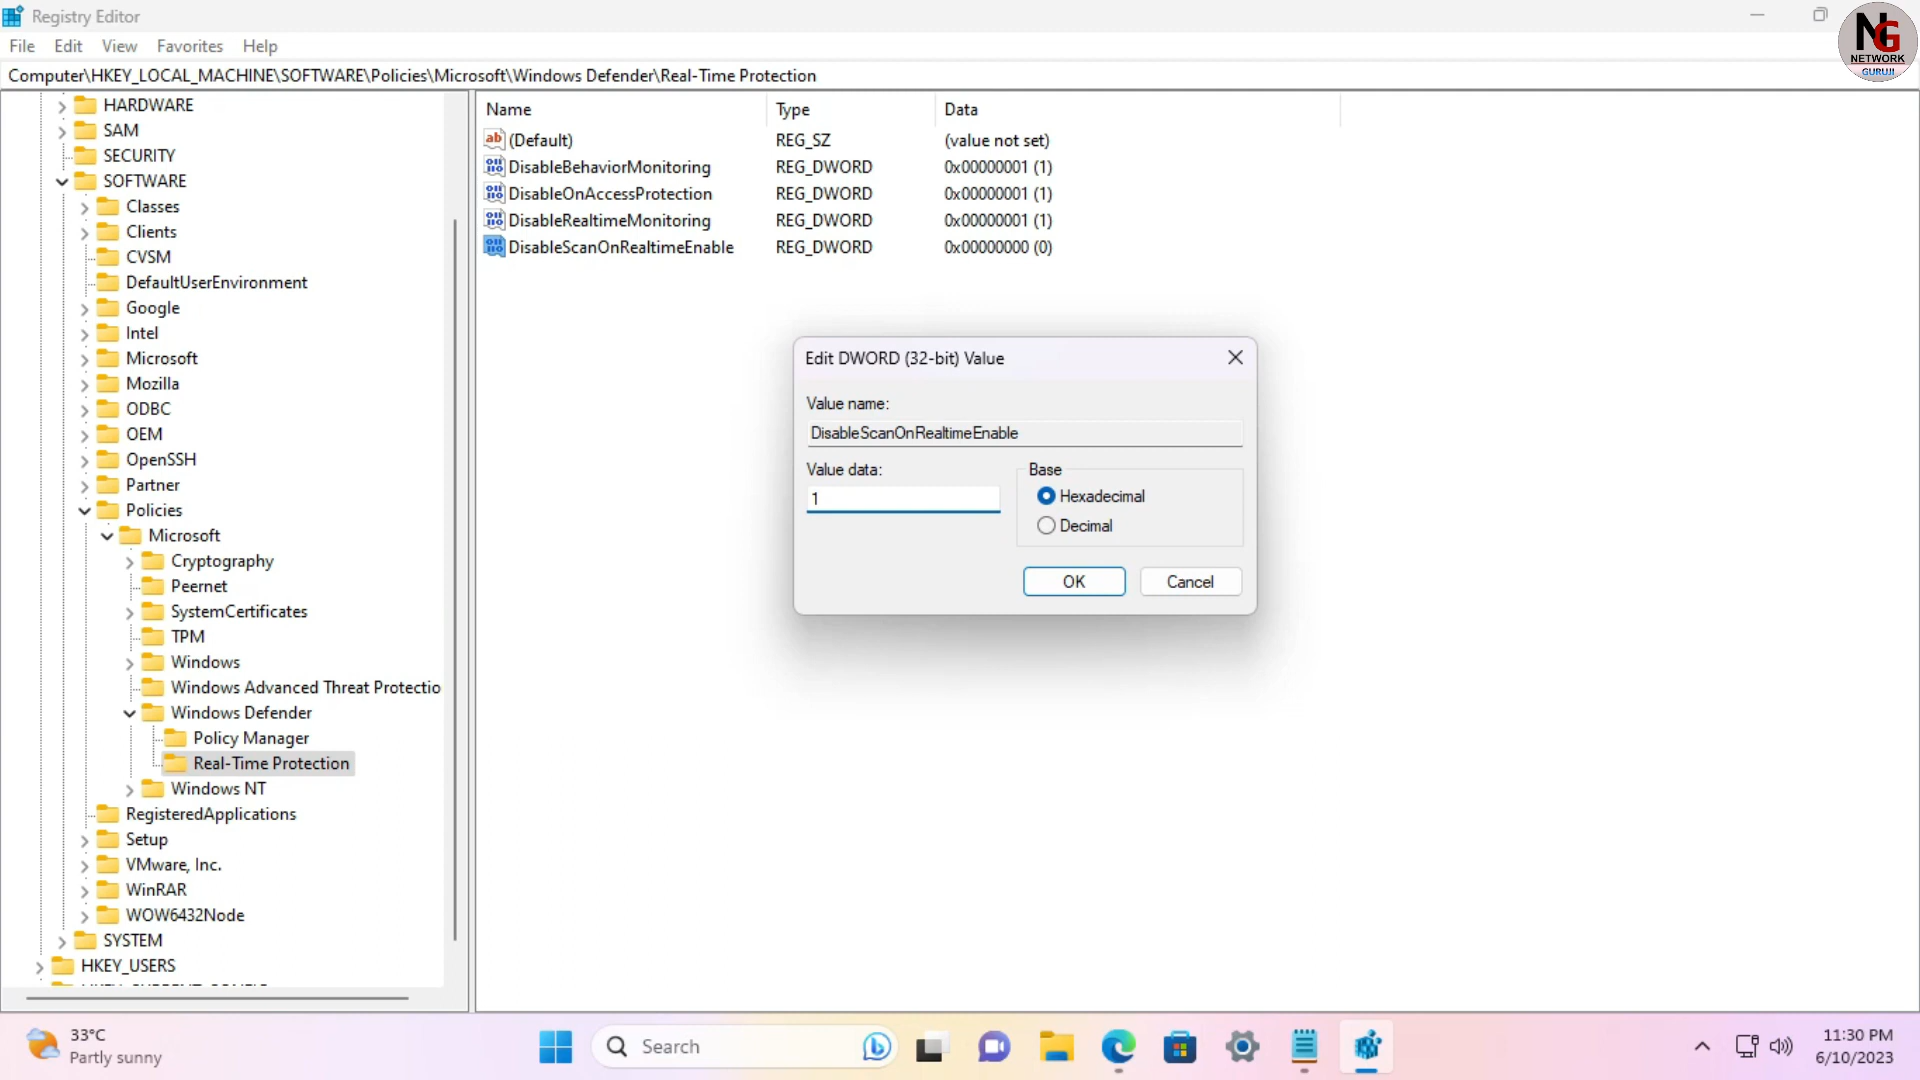 Registry Editor
File Edit View Favorites Help
Computer\HKEY_LOCAL_MACHINE\SOFTWARE\Policies\Microsoft\Windows Defender\Real-Time Protection
NG
NETWORK
GURUJI
HARDWARE
SAM
SECURITY
SOFTWARE
Classes
Clients
CVSM
DefaultUserEnvironment
Google
Intel
Microsoft
Mozilla
ODBC
OEM
OpenSSH
Partner
Policies
Microsoft
Cryptography
Peernet
SystemCertificates
TPM
Windows
Windows Advanced Threat Protectio
Windows Defender
Policy Manager
Real-Time Protection
Windows NT
RegisteredApplications
Setup
VMware, Inc.
WinRAR
WOW6432Node
SYSTEM
HKEY_USERS
Name Type Data
ab (Default) REG_SZ (value not set)
DisableBehaviorMonitoring REG_DWORD 0x00000001 (1)
DisableOnAccessProtection REG_DWORD 0x00000001 (1)
DisableRealtimeMonitoring REG_DWORD 0x00000001 (1)
DisableScanOnRealtimeEnable REG_DWORD 0x00000000 (0)
Edit DWORD (32-bit) Value
Value name:
DisableScanOnRealtimeEnable
Value data:
1
Base
Hexadecimal
Decimal
OK Cancel
33°C
Partly sunny
Search
11:30 PM
6/10/2023